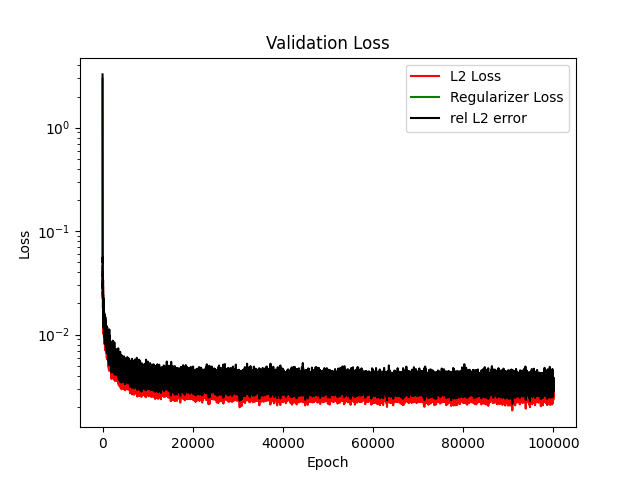 Validation Loss
L2 Loss
Regularizer Loss
rel L2 error
10⁰
10⁻¹
10⁻²
Loss
0 20000 40000 60000 80000 100000
Epoch